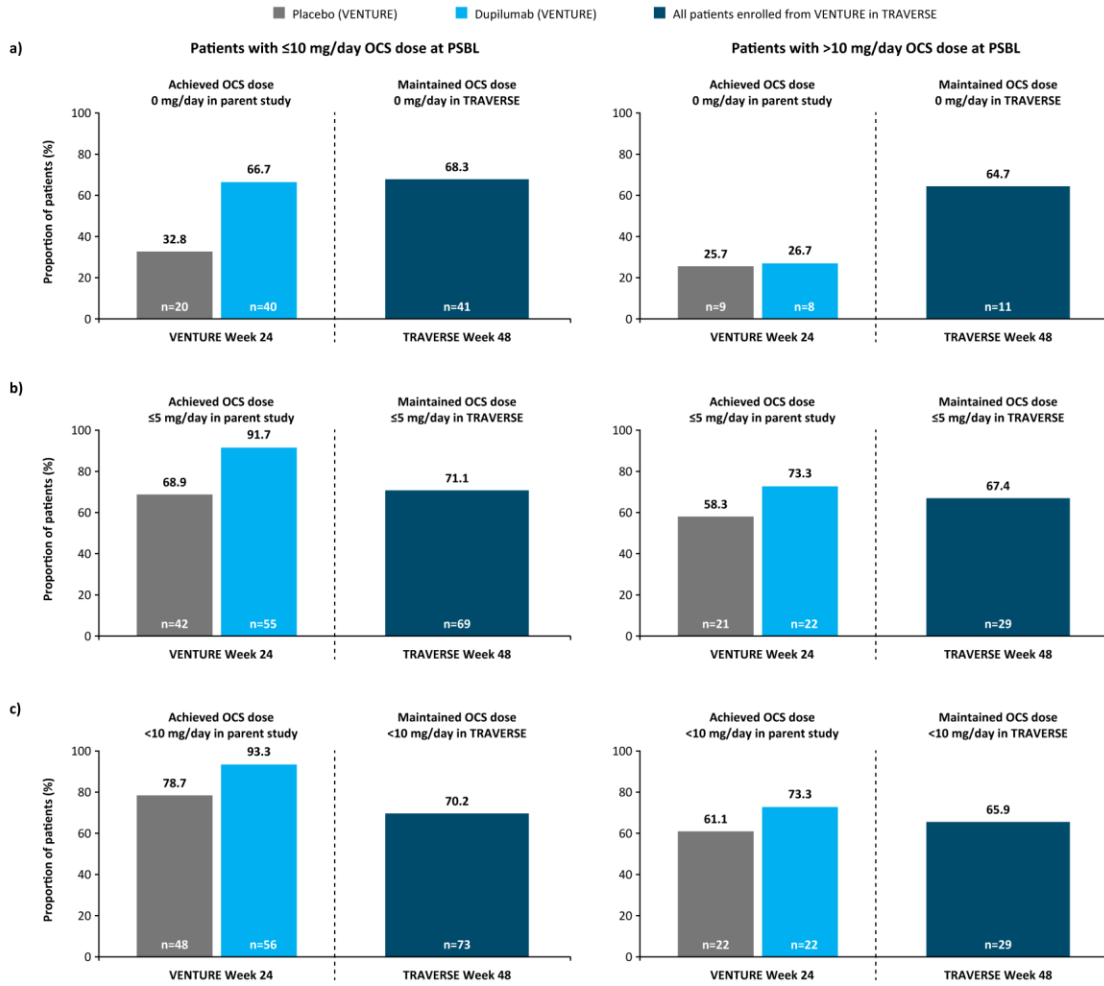 Placebo (VENTURE) Dupilumab (VENTURE) All patients enrolled from VENTURE in TRAVERSE
a)
Patients with ≤10 mg/day OCS dose at PSBL
Achieved OCS dose
0 mg/day in parent study
Maintained OCS dose
0 mg/day in TRAVERSE
Proportion of patients (%)
100
80
60
40
20
0
32.8
66.7
68.3
n=20
n=40
n=41
VENTURE Week 24
TRAVERSE Week 48
Patients with >10 mg/day OCS dose at PSBL
Achieved OCS dose
0 mg/day in parent study
Maintained OCS dose
0 mg/day in TRAVERSE
100
80
60
40
20
0
25.7
26.7
64.7
n=9
n=8
n=11
VENTURE Week 24
TRAVERSE Week 48
b)
Achieved OCS dose
≤5 mg/day in parent study
Maintained OCS dose
≤5 mg/day in TRAVERSE
Proportion of patients (%)
100
80
60
40
20
0
68.9
91.7
71.1
n=42
n=55
n=69
VENTURE Week 24
TRAVERSE Week 48
Achieved OCS dose
≤5 mg/day in parent study
Maintained OCS dose
≤5 mg/day in TRAVERSE
100
80
60
40
20
0
58.3
73.3
67.4
n=21
n=22
n=29
VENTURE Week 24
TRAVERSE Week 48
c)
Achieved OCS dose
<10 mg/day in parent study
Maintained OCS dose
<10 mg/day in TRAVERSE
Proportion of patients (%)
100
80
60
40
20
0
78.7
93.3
70.2
n=48
n=56
n=73
VENTURE Week 24
TRAVERSE Week 48
Achieved OCS dose
<10 mg/day in parent study
Maintained OCS dose
<10 mg/day in TRAVERSE
100
80
60
40
20
0
61.1
73.3
65.9
n=22
n=22
n=29
VENTURE Week 24
TRAVERSE Week 48